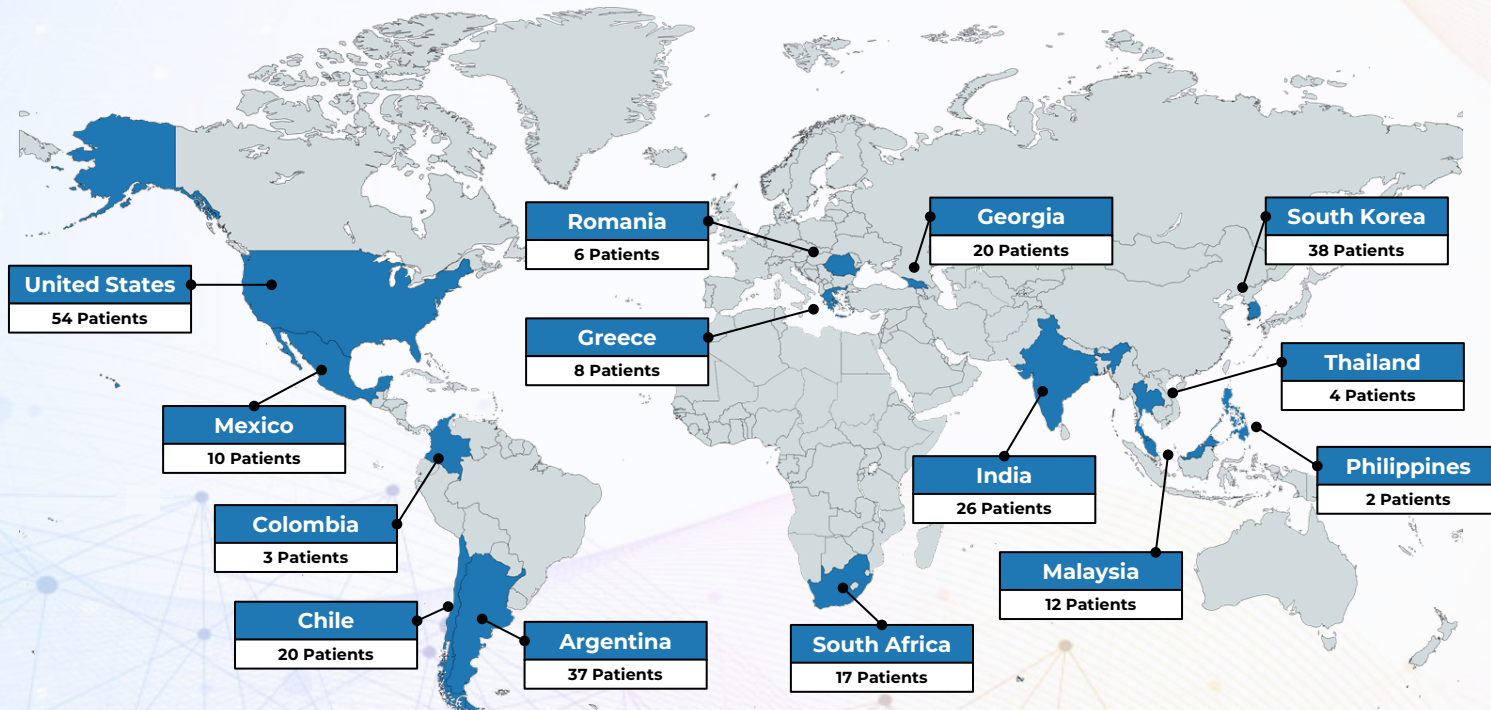 Romania
6 Patients
Georgia
20 Patients
South Korea
38 Patients
United States
54 Patients
Greece
8 Patients
Thailand
4 Patients
Mexico
10 Patients
India
26 Patients
Philippines
2 Patients
Colombia
3 Patients
Malaysia
12 Patients
Chile
20 Patients
Argentina
37 Patients
South Africa
17 Patients